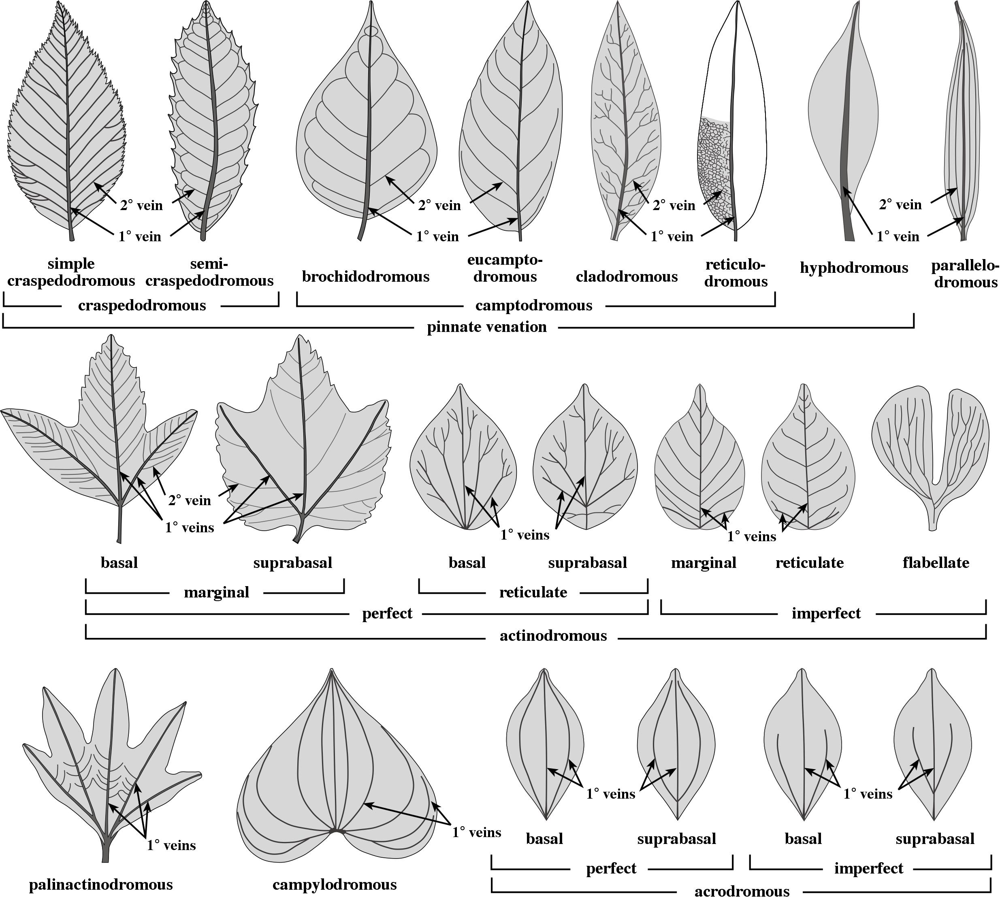 2° vein
1° vein
2° vein
1° vein
2° vein
1° vein
2° vein
1° vein
simple
craspedodromous
semi-
craspedodromous
brochidodromous
eucampto-
dromous
cladodromous
reticulo-
dromous
hyphodromous
parallelo-
dromous
craspedodromous
camptodromous
pinnate venation
2° vein
1° veins
1° veins
1° veins
basal
suprabasal
basal
suprabasal
marginal
reticulate
flabellate
marginal
reticulate
perfect
imperfect
actinodromous
1° veins
1° veins
1° veins
1° veins
palinactinodromous
campylodromous
basal
suprabasal
basal
suprabasal
perfect
imperfect
acrodromous